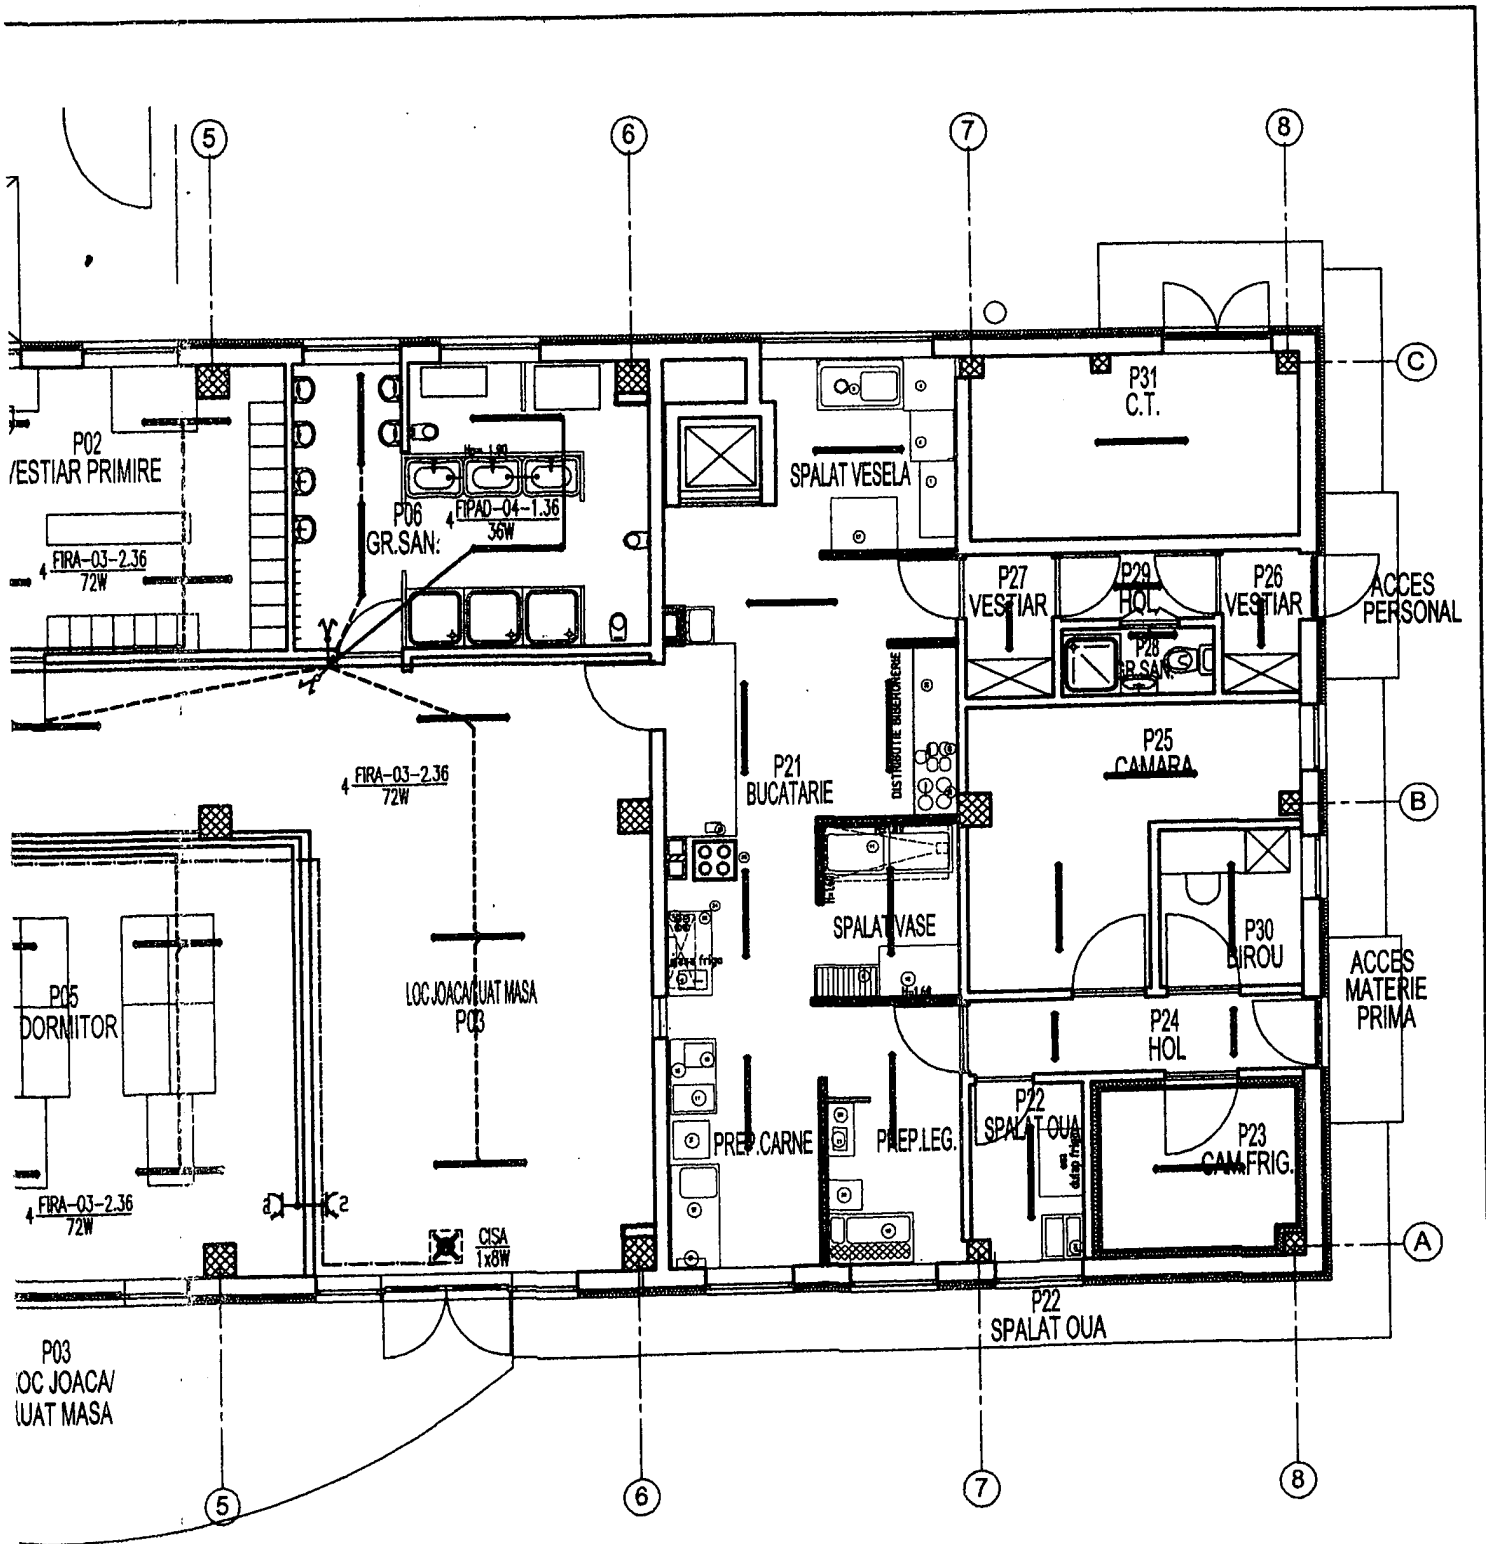 5
6
7
8
C
P31
C.T.
P02
VESTIAR PRIMIRE
SPALAT VESELA
P06
GR.SAN.
4 FIPAD-04-1.36
36W
4 FIRA-03-2.36
72W
P27
VESTIAR
P29
HOL
P26
VESTIAR
ACCES
PERSONAL
P28
GR.SAN.
DISTRIBUTIE BIBERONERIE
4 FIRA-03-2.36
72W
P21
BUCATARIE
P25
CAMARA
B
SPALAT VASE
P30
BIROU
ACCES
MATERIE
PRIMA
LOC JOACA/LUAT MASA
P03
P05
DORMITOR
H=1.60
P24
HOL
P22
SPALAT OUA
PREP.CARNE
PREP.LEG.
P23
CAM.FRIG.
4 FIRA-03-2.36
72W
CISA
1x8W
A
P22
SPALAT OUA
P03
LOC JOACA/
LUAT MASA
5
6
7
8